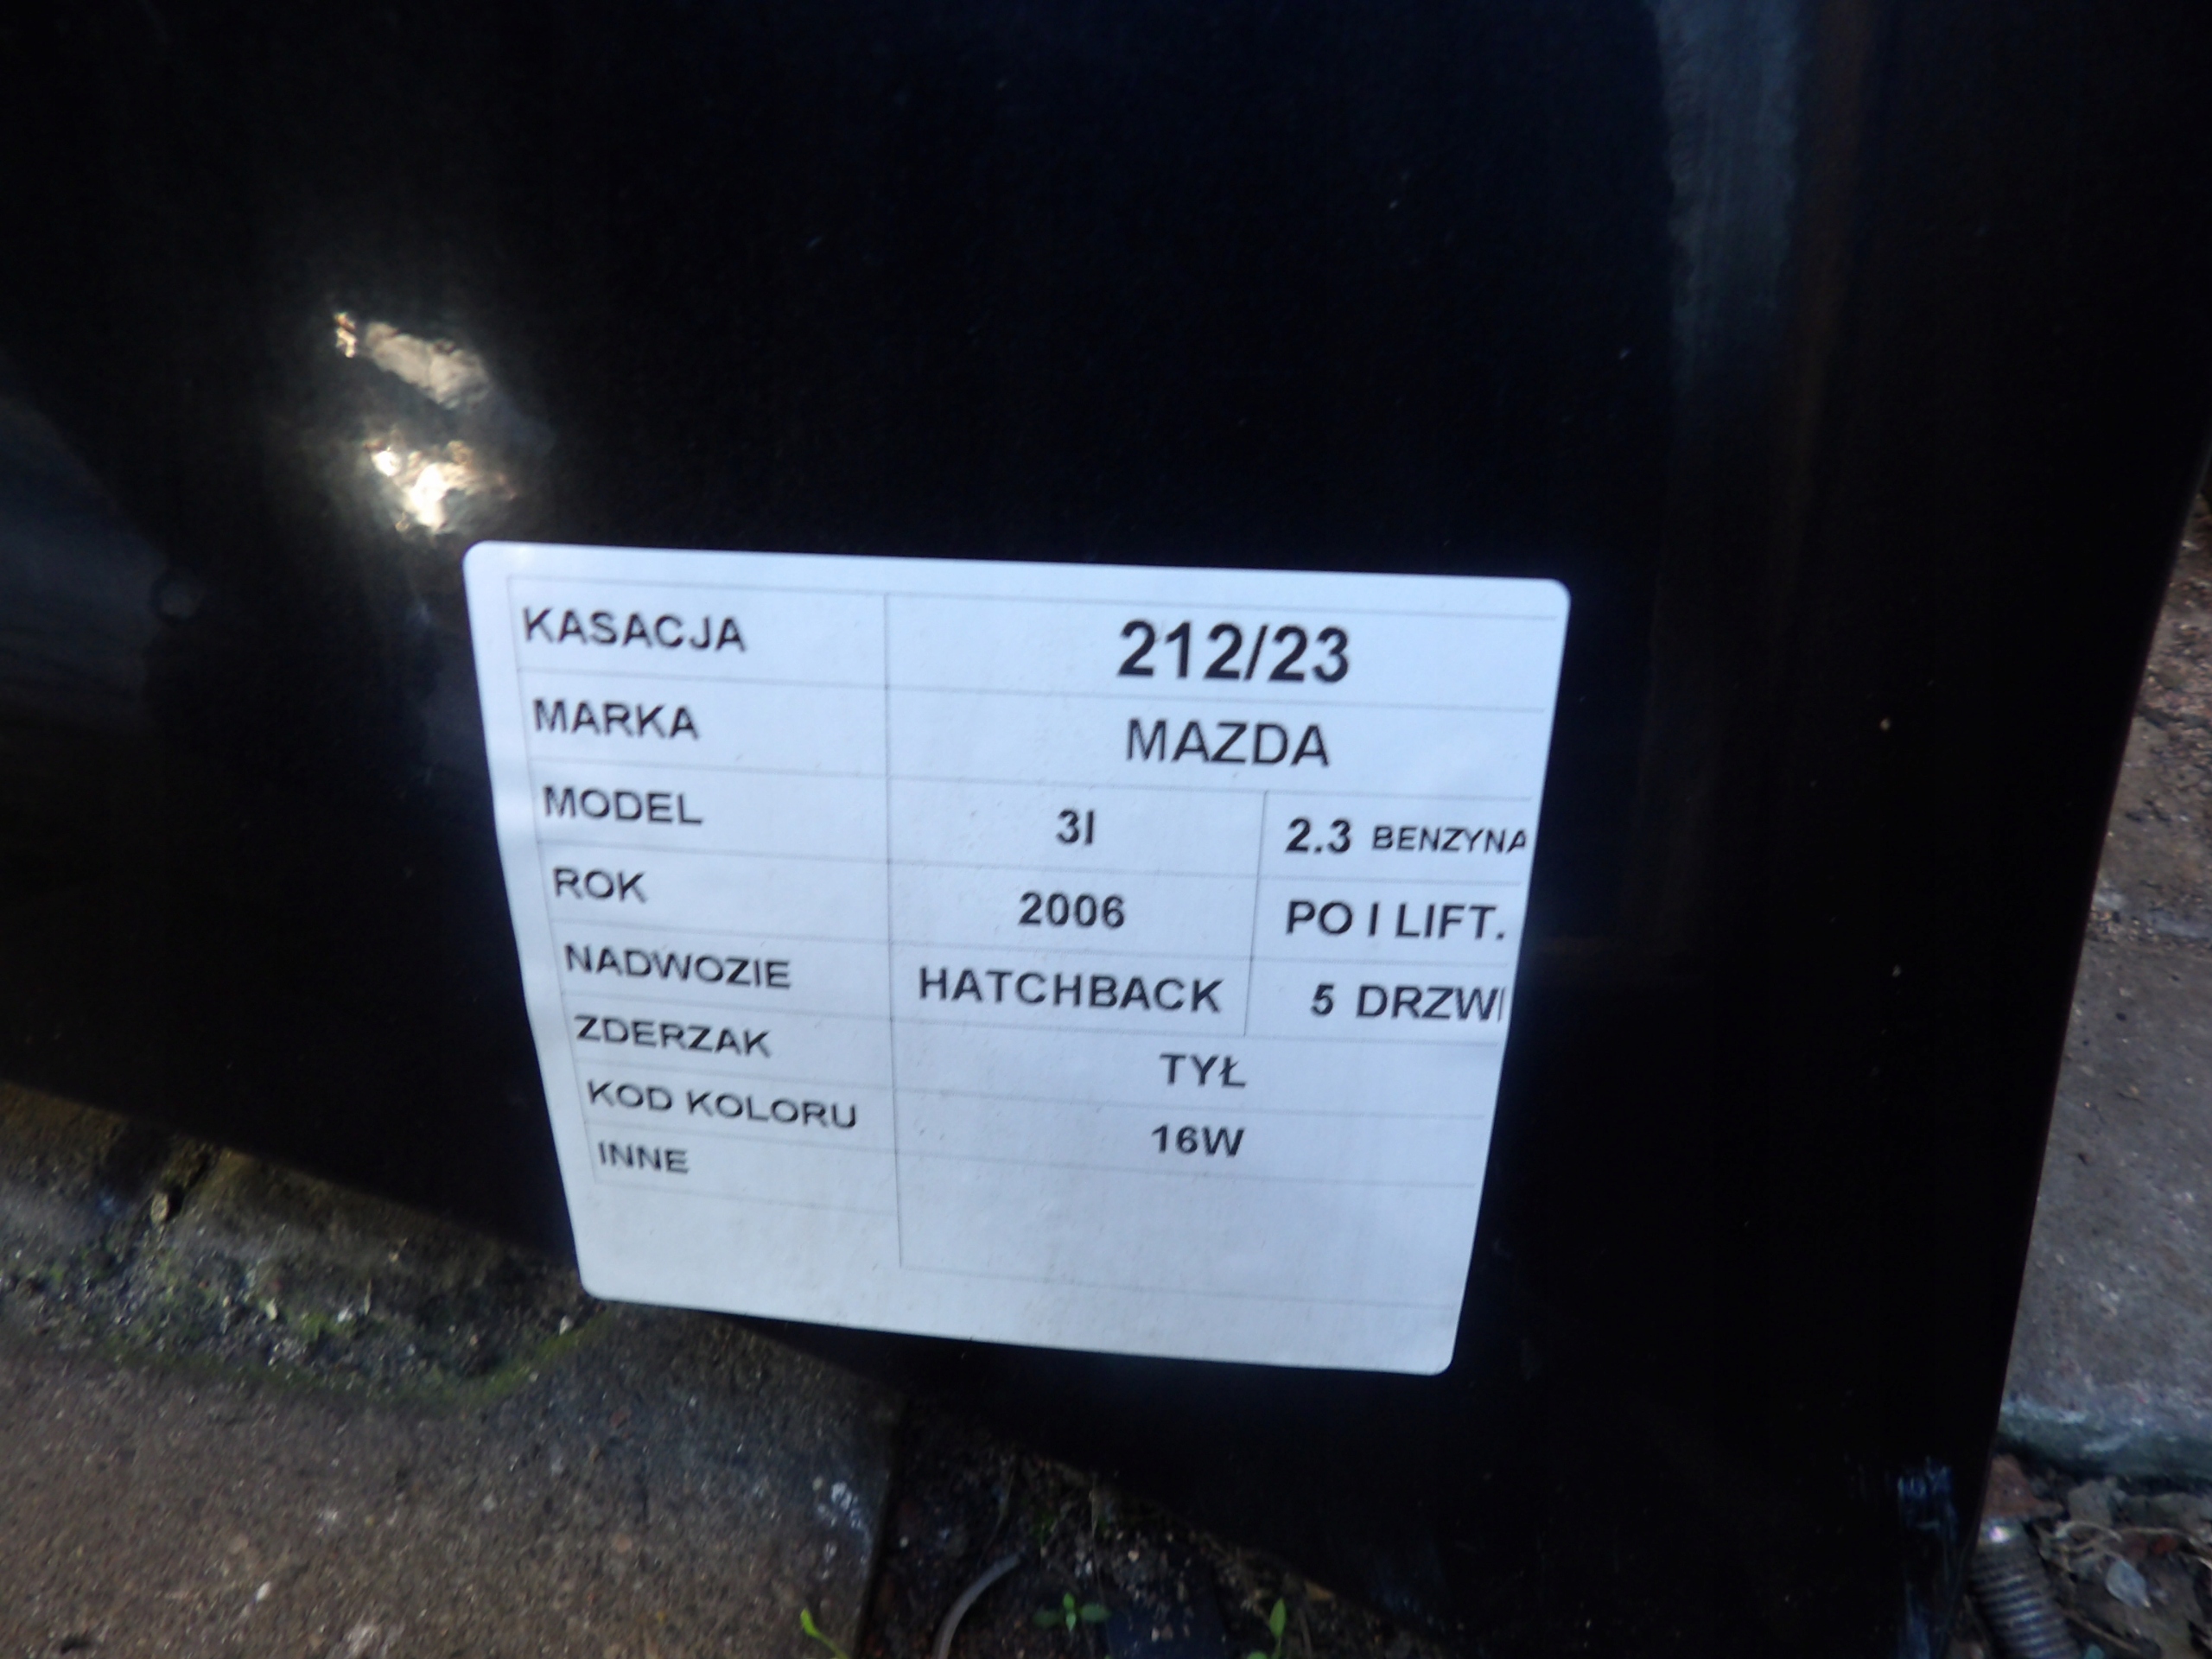 KASACJA 212/23
MARKA MAZDA
MODEL 3I 2.3 BENZYNA
ROK 2006 PO I LIFT.
NADWOZIE HATCHBACK 5 DRZWI
ZDERZAK TYŁ
KOD KOLORU 16W
INNE